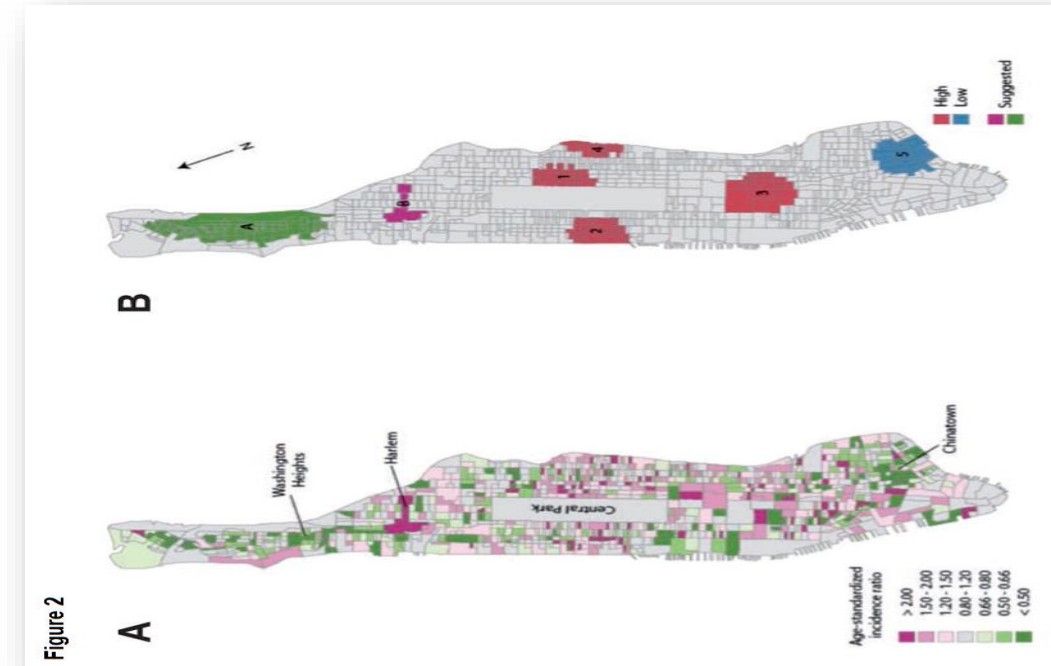 Figure 2
A
Washington
Heights
Harlem
Central Park
Chinatown
Age-standardized
incidence ratio
> 2.00
1.50 - 2.00
1.20 - 1.50
0.80 - 1.20
0.66 - 0.80
0.50 - 0.66
< 0.50
B
N
A
B
1
2
3
4
5
High
Low
Suggested